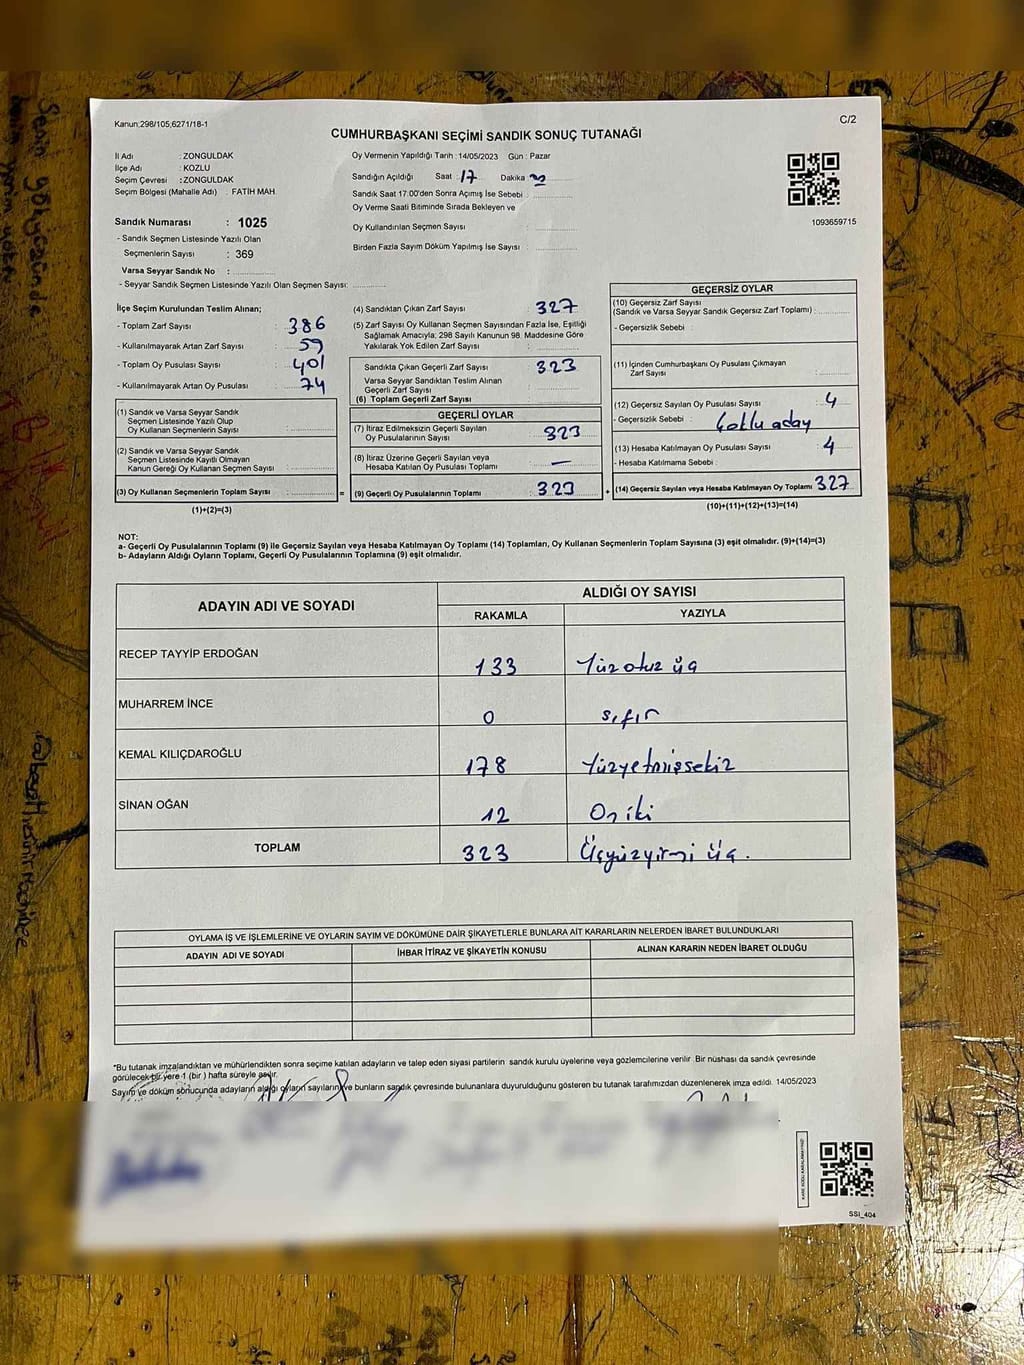 Kanun;298/105,6271/18-1
C/2
CUMHURBAŞKANI SEÇİMİ SANDIK SONUÇ TUTANAĞI
İl Adı : ZONGULDAK
İlçe Adı : KOZLU
Seçim Çevresi : ZONGULDAK
Seçim Bölgesi (Mahalle Adı) : FATİH MAH.
Oy Vermenin Yapıldığı Tarih : 14/05/2023 Gün : Pazar
Sandığın Açıldığı Saat : 17 Dakika :
Sandık Saat 17:00'den Sonra Açımış İse Sebebi :
Oy Verme Saati Bitiminde Sırada Bekleyen ve
Oy Kullandırılan Seçmen Sayısı :
Birden Fazla Sayım Döküm Yapılmış İse Sayısı :
1093659715
Sandık Numarası : 1025
- Sandık Seçmen Listesinde Yazılı Olan
Seçmenlerin Sayısı : 369
Varsa Seyyar Sandık No :
- Seyyar Sandık Seçmen Listesinde Yazılı Olan Seçmen Sayısı:
İlçe Seçim Kurulundan Teslim Alınan;
- Toplam Zarf Sayısı : 386
- Kullanılmayarak Artan Zarf Sayısı : 59
- Toplam Oy Pusulası Sayısı : 401
- Kullanılmayarak Artan Oy Pusulası : 74
(1) Sandık ve Varsa Seyyar Sandık
Seçmen Listesinde Yazılı Olup
Oy Kullanan Seçmenlerin Sayısı :
(2) Sandık ve Varsa Seyyar Sandık
Seçmen Listesinde Kayıtlı Olmayan
Kanun Gereği Oy Kullanan Seçmen Sayısı :
(3) Oy Kullanan Seçmenlerin Toplam Sayısı :
(1)+(2)=(3)
=
(4) Sandıktan Çıkan Zarf Sayısı : 327
(5) Zarf Sayısı Oy Kullanan Seçmen Sayısından Fazla İse, Eşitliği
Sağlamak Amacıyla; 298 Sayılı Kanunun 98. Maddesine Göre
Yakılarak Yok Edilen Zarf Sayısı :
Sandıkta Çıkan Geçerli Zarf Sayısı : 323
Varsa Seyyar Sandıktan Teslim Alınan
Geçerli Zarf Sayısı :
(6) Toplam Geçerli Zarf Sayısı :
GEÇERLİ OYLAR
(7) İtiraz Edilmeksizin Geçerli Sayılan
Oy Pusulalarının Sayısı : 323
(8) İtiraz Üzerine Geçerli Sayılan veya
Hesaba Katılan Oy Pusulası Toplamı : —
(9) Geçerli Oy Pusulalarının Toplamı : 323
+
GEÇERSİZ OYLAR
(10) Geçersiz Zarf Sayısı
(Sandık ve Varsa Seyyar Sandık Geçersiz Zarf Toplamı) :
- Geçersizlik Sebebi :
(11) İçinden Cumhurbaşkanı Oy Pusulası Çıkmayan
Zarf Sayısı :
(12) Geçersiz Sayılan Oy Pusulası Sayısı : 4
- Geçersizlik Sebebi : Çoklu aday
(13) Hesaba Katılmayan Oy Pusulası Sayısı : 4
- Hesaba Katılmama Sebebi :
(14) Geçersiz Sayılan veya Hesaba Katılmayan Oy Toplamı : 327
(10)+(11)+(12)+(13)=(14)
NOT:
a- Geçerli Oy Pusulalarının Toplamı (9) ile Geçersiz Sayılan veya Hesaba Katılmayan Oy Toplamı (14) Toplamları, Oy Kullanan Seçmenlerin Toplam Sayısına (3) eşit olmalıdır. (9)+(14)=(3)
b- Adayların Aldığı Oyların Toplamı, Geçerli Oy Pusulalarının Toplamına (9) eşit olmalıdır.
ADAYIN ADI VE SOYADI
ALDIĞI OY SAYISI
RAKAMLA YAZIYLA
RECEP TAYYİP ERDOĞAN 133 Yüz otuz üç
MUHARREM İNCE 0 sıfır
KEMAL KILIÇDAROĞLU 178 Yüzyetmişsekiz
SİNAN OĞAN 12 On iki
TOPLAM 323 Üçyüzyirmi üç.
OYLAMA İŞ VE İŞLEMLERİNE VE OYLARIN SAYIM VE DÖKÜMÜNE DAİR ŞİKAYETLERLE BUNLARA AİT KARARLARIN NELERDEN İBARET BULUNDUKLARI
ADAYIN ADI VE SOYADI İHBAR İTİRAZ VE ŞİKAYETİN KONUSU ALINAN KARARIN NEDEN İBARET OLDUĞU
*Bu tutanak imzalandıktan ve mühürlendikten sonra seçime katılan adayların ve talep eden siyasi partilerin sandık kurulu üyelerine veya gözlemcilerine verilir. Bir nüshası da sandık çevresinde
görülecek bir yere 1 (bir ) hafta süreyle asılır.
Sayım ve döküm sonucunda adayların aldığı oyların sayılarını ve bunların sandık çevresinde bulunanlara duyurulduğunu gösteren bu tutanak tarafımızdan düzenlenerek imza edildi. 14/05/2023
KARE KODU KARALAMAYINIZ!
SSI_404